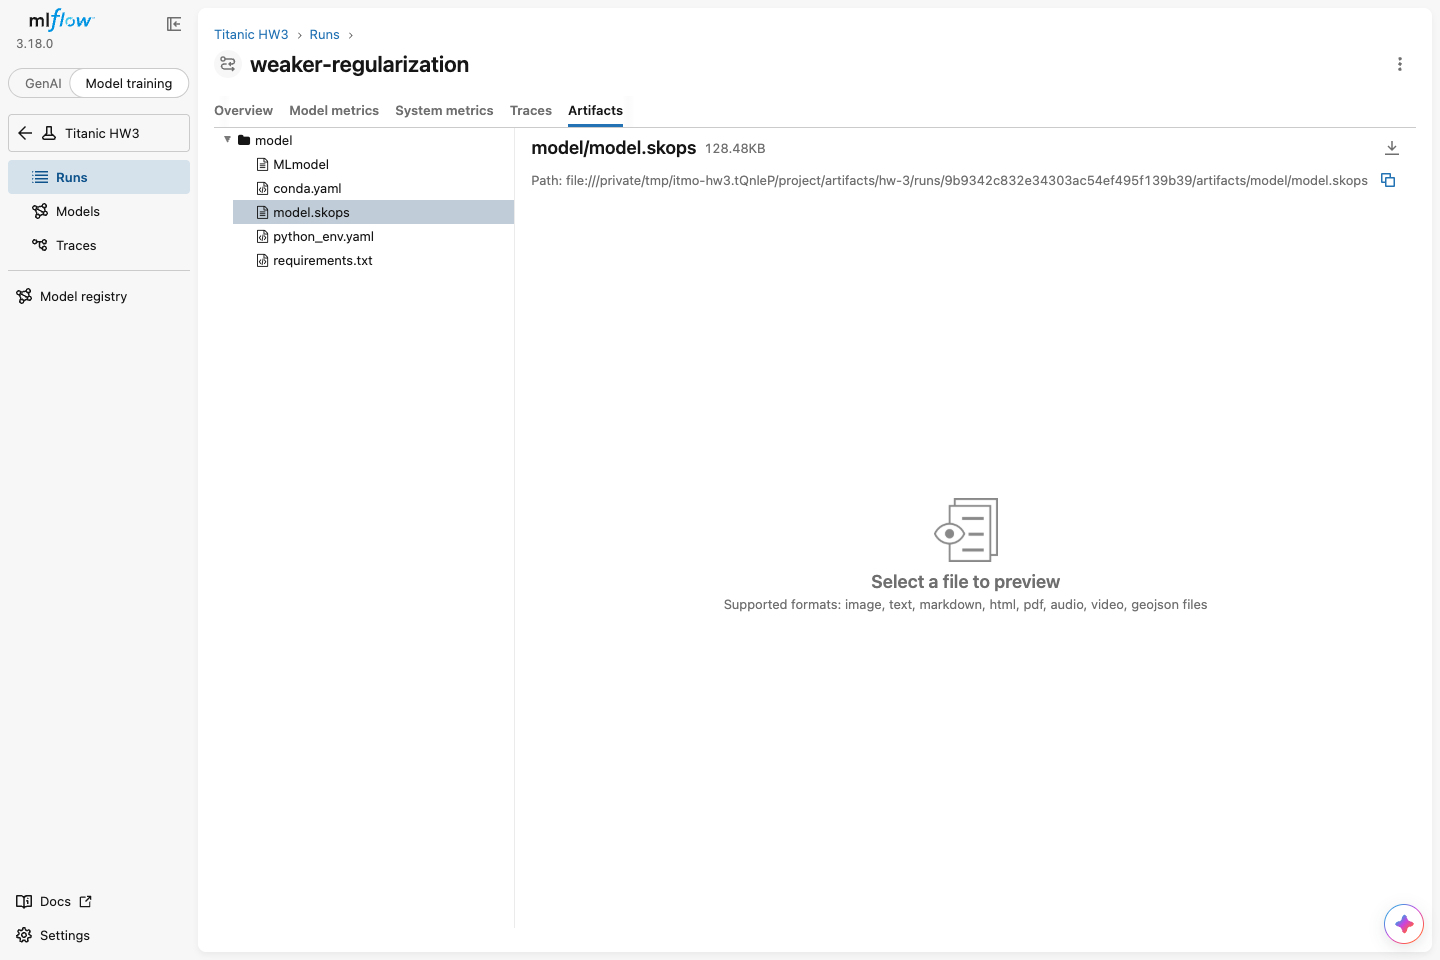 mlflow
3.18.0
GenAI
Model training
Titanic HW3
Runs
Models
Traces
Model registry
Docs
Settings
Titanic HW3 › Runs ›
weaker-regularization
Overview Model metrics System metrics Traces Artifacts
model
MLmodel
conda.yaml
model.skops
python_env.yaml
requirements.txt
model/model.skops 128.48KB
Path: file:///private/tmp/itmo-hw3.tQnleP/project/artifacts/hw-3/runs/9b9342c832e34303ac54ef495f139b39/artifacts/model/model.skops
Select a file to preview
Supported formats: image, text, markdown, html, pdf, audio, video, geojson files